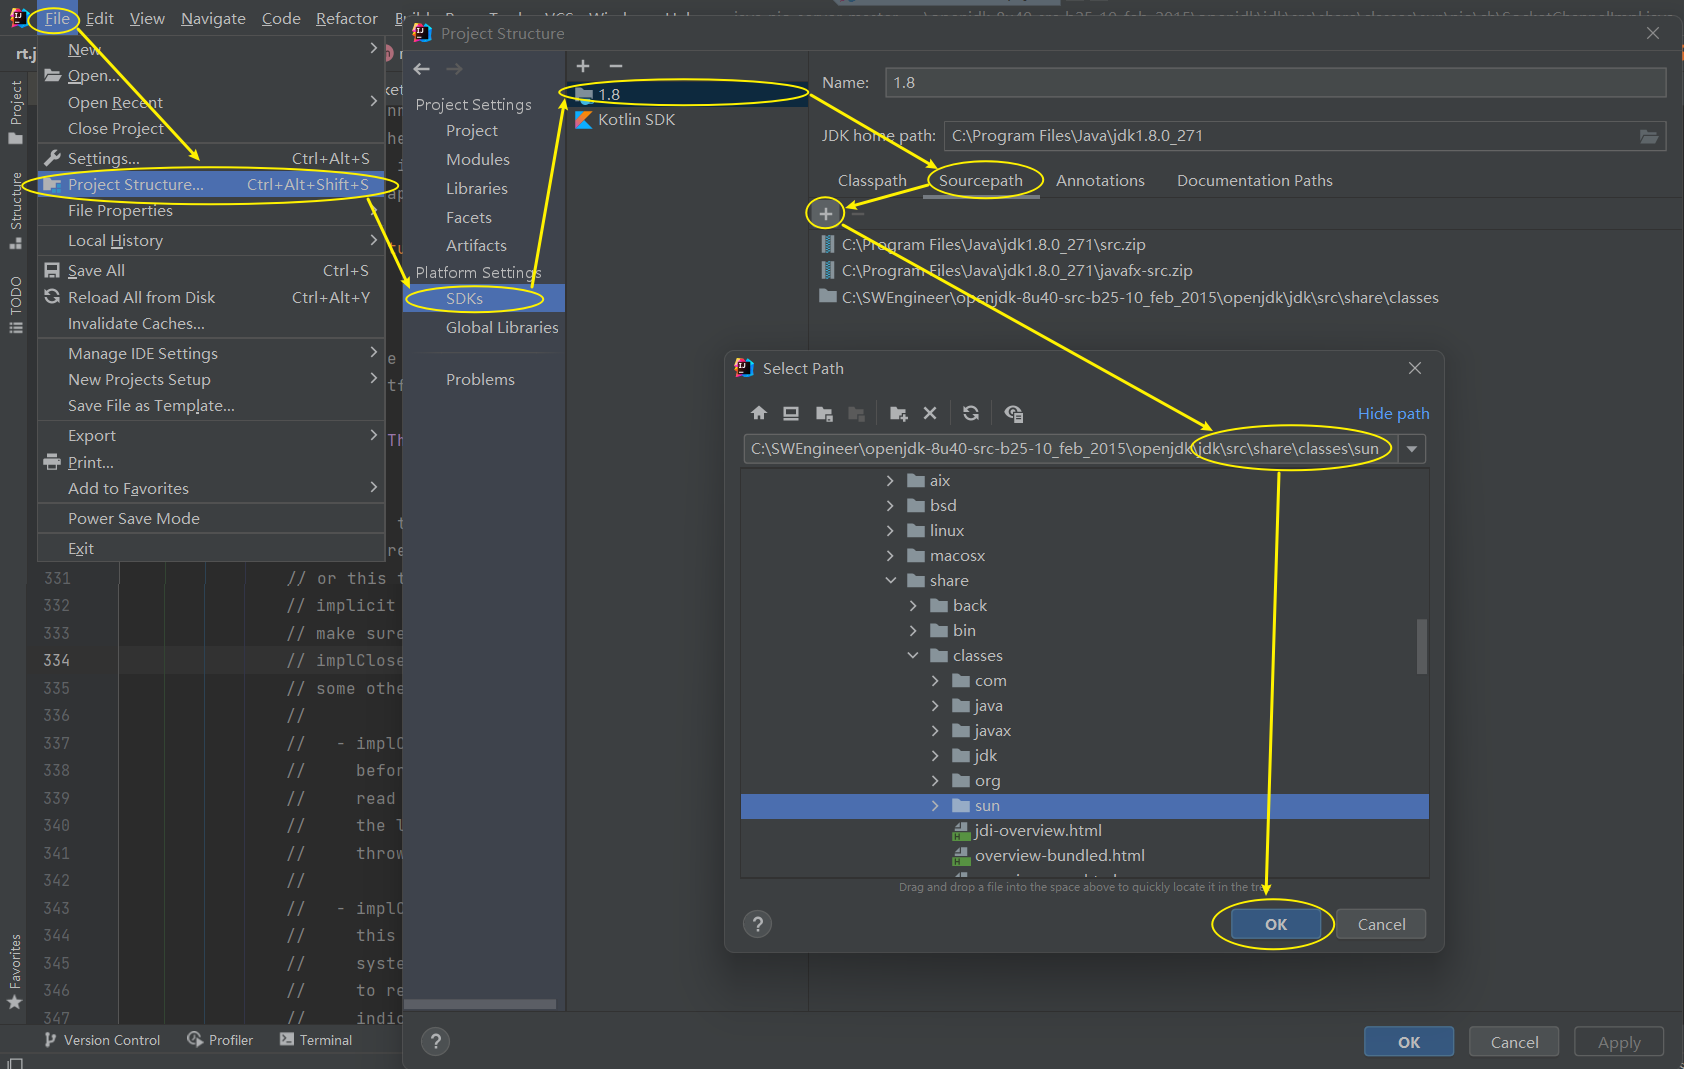 File Edit View Navigate Code Refactor
rt.j
New
Open...
Open Recent
Close Project
Settings... Ctrl+Alt+S
Project Structure... Ctrl+Alt+Shift+S
File Properties
Local History
Save All Ctrl+S
Reload All from Disk Ctrl+Alt+Y
Invalidate Caches...
Manage IDE Settings
New Projects Setup
Save File as Template...
Export
Print...
Add to Favorites
Power Save Mode
Exit
Project
Structure
TODO
Favorites
331 // or this t
332 // implicit
333 // make sure
334 // implClose
335 // some othe
336 //
337 // - implC
338 // befor
339 // read
340 // the l
341 // throw
342 //
343 // - implC
344 // this
345 // syste
346 // to re
347 // indic
Version Control Profiler Terminal
Project Structure
Project Settings
Project
Modules
Libraries
Facets
Artifacts
Platform Settings
SDKs
Global Libraries
Problems
1.8
Kotlin SDK
Name: 1.8
JDK home path: C:\Program Files\Java\jdk1.8.0_271
Classpath Sourcepath Annotations Documentation Paths
C:\Program Files\Java\jdk1.8.0_271\src.zip
C:\Program Files\Java\jdk1.8.0_271\javafx-src.zip
C:\SWEngineer\openjdk-8u40-src-b25-10_feb_2015\openjdk\jdk\src\share\classes
Select Path
Hide path
C:\SWEngineer\openjdk-8u40-src-b25-10_feb_2015\openjdk\jdk\src\share\classes\sun
aix
bsd
linux
macosx
share
back
bin
classes
com
java
javax
jdk
org
sun
jdi-overview.html
overview-bundled.html
Drag and drop a file into the space above to quickly locate it in the tree
? OK Cancel
? OK Cancel Apply